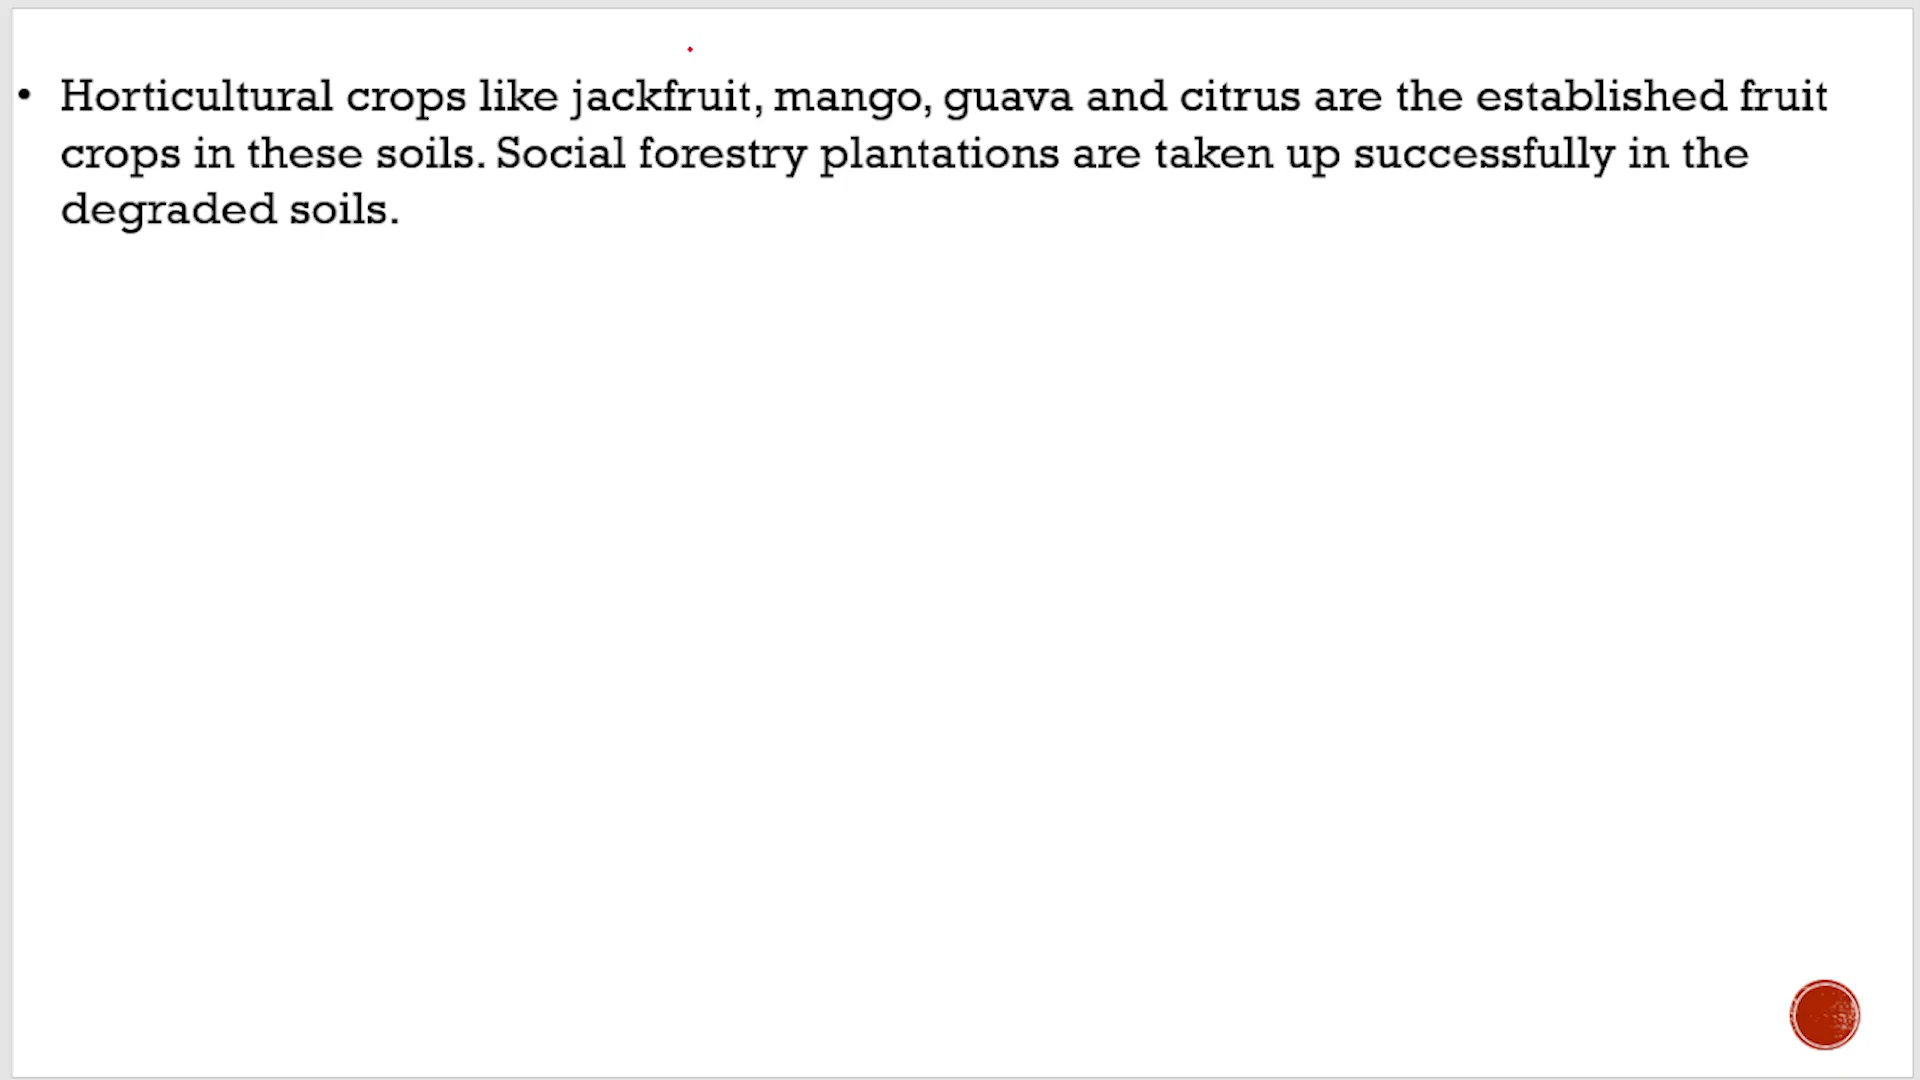 • Horticultural crops like jackfruit, mango, guava and citrus are the established fruit
crops in these soils. Social forestry plantations are taken up successfully in the
degraded soils.